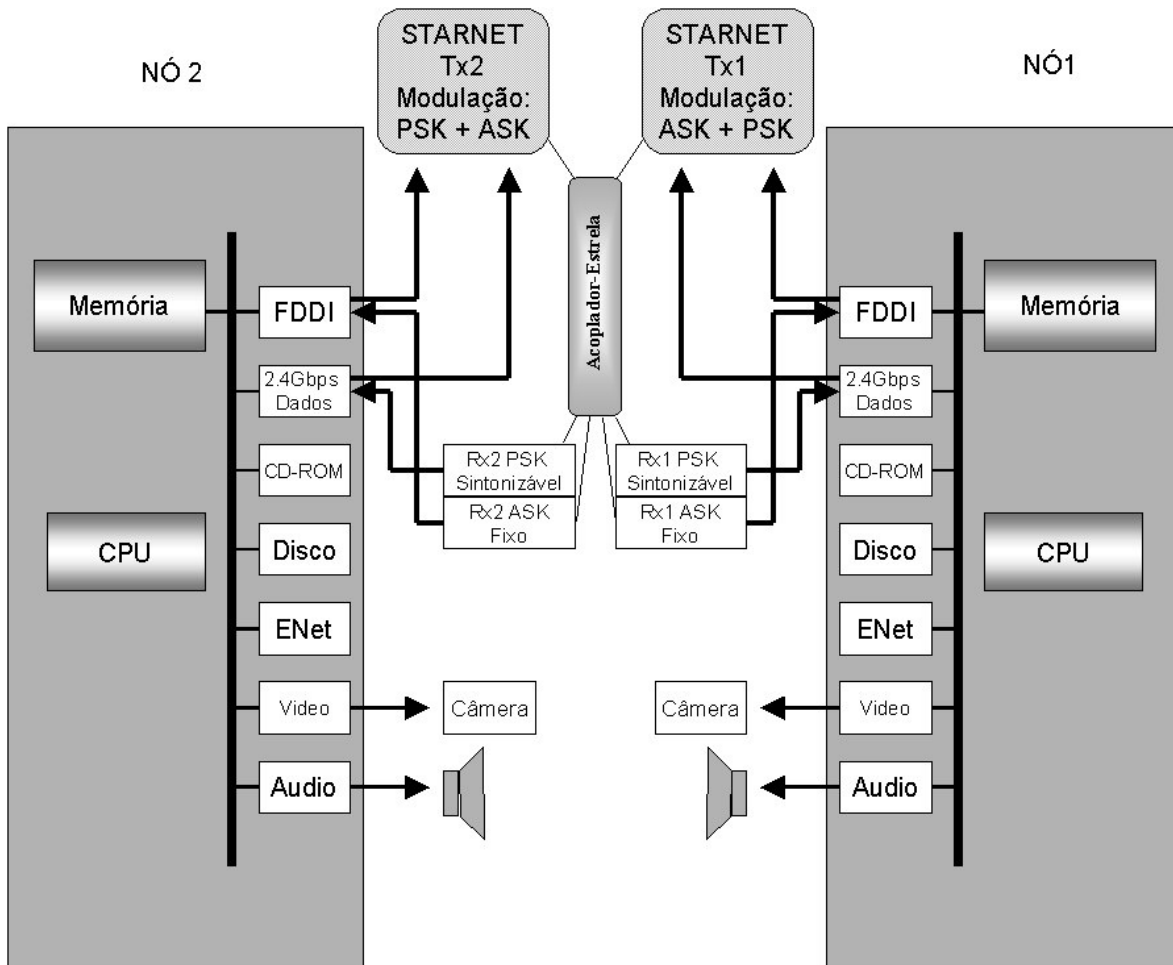 NÓ 2
STARNET
Tx2
Modulação:
PSK + ASK
STARNET
Tx1
Modulação:
ASK + PSK
NÓ1
Acoplador-Estrela
Memória
FDDI
2.4Gbps
Dados
CD-ROM
CPU
Disco
ENet
Video
Audio
Rx2 PSK
Sintonizável
Rx2 ASK
Fixo
Câmera
Rx1 PSK
Sintonizável
Rx1 ASK
Fixo
Câmera
FDDI
2.4Gbps
Dados
CD-ROM
Disco
ENet
Video
Audio
Memória
CPU